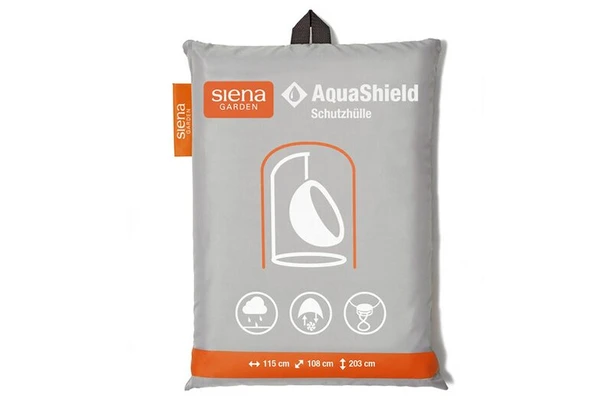 siena
GARDEN
AquaShield
Schutzhülle
siena
GARDEN
115 cm 108 cm 203 cm